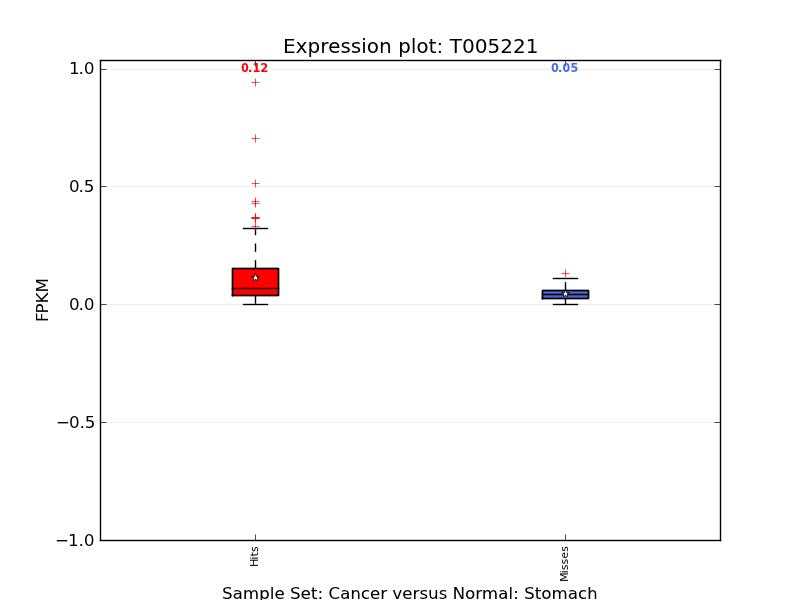 Expression plot: T005221
1.0
0.12
0.05
0.5
0.0
−0.5
−1.0
FPKM
Hits
Misses
Sample Set: Cancer versus Normal: Stomach